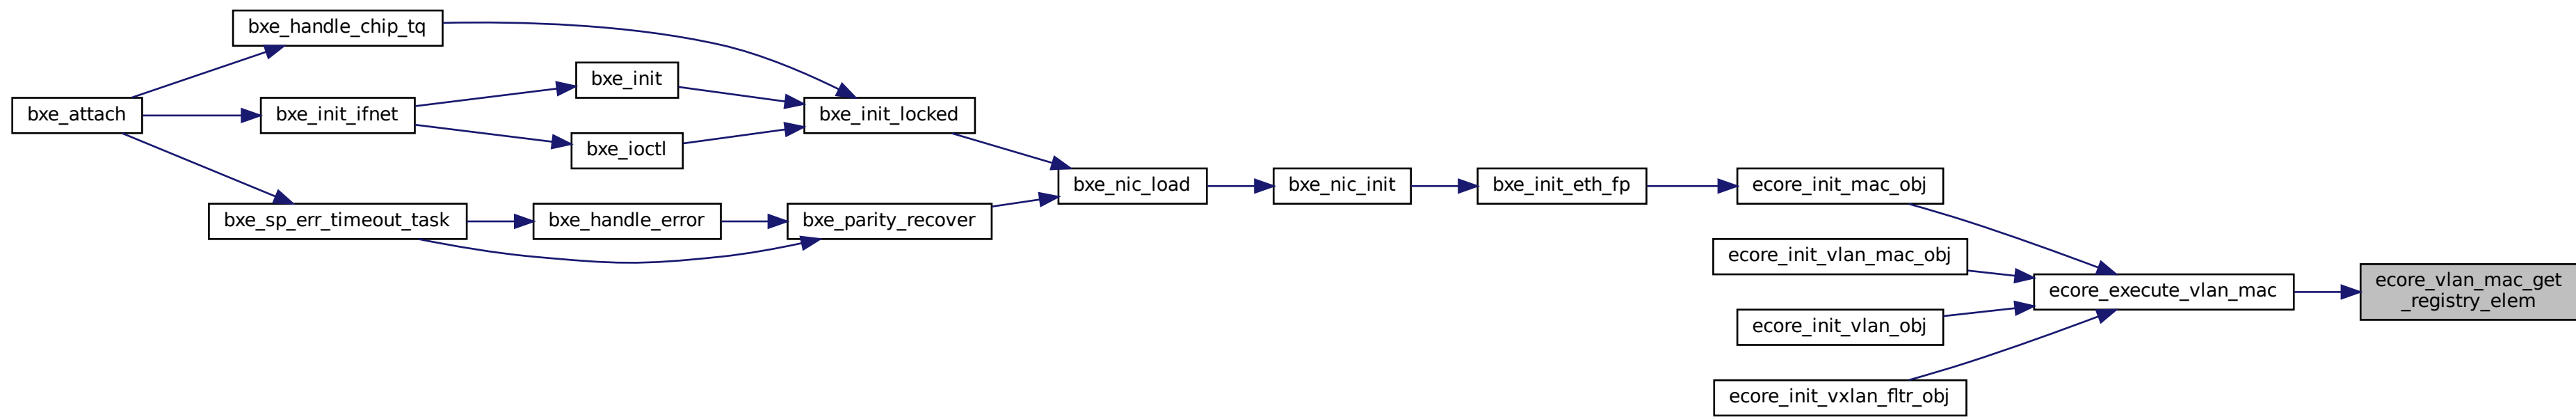 bxe_handle_chip_tq
bxe_init
bxe_attach
bxe_init_ifnet
bxe_init_locked
bxe_ioctl
bxe_nic_load
bxe_nic_init
bxe_init_eth_fp
ecore_init_mac_obj
bxe_sp_err_timeout_task
bxe_handle_error
bxe_parity_recover
ecore_init_vlan_mac_obj
ecore_execute_vlan_mac
ecore_vlan_mac_get
_registry_elem
ecore_init_vlan_obj
ecore_init_vxlan_fltr_obj